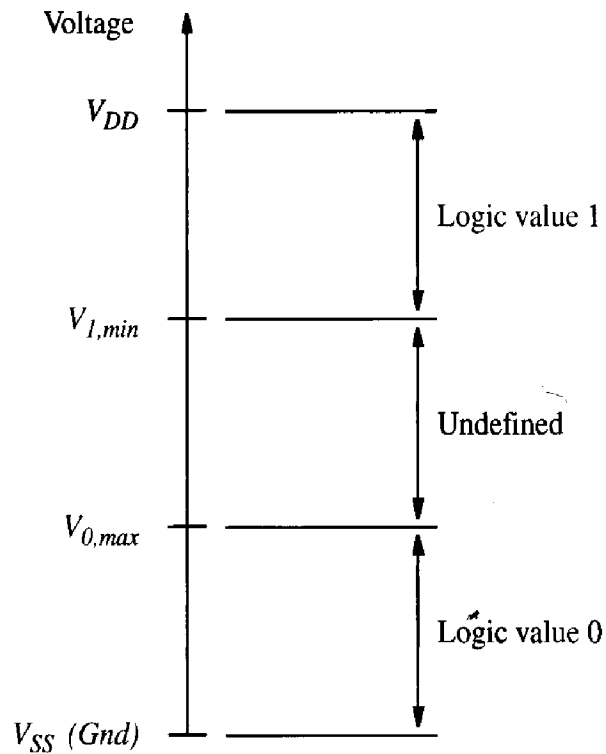 Voltage
V_DD
Logic value 1
V_1,min
Undefined
V_0,max
Logic value 0
V_SS (Gnd)